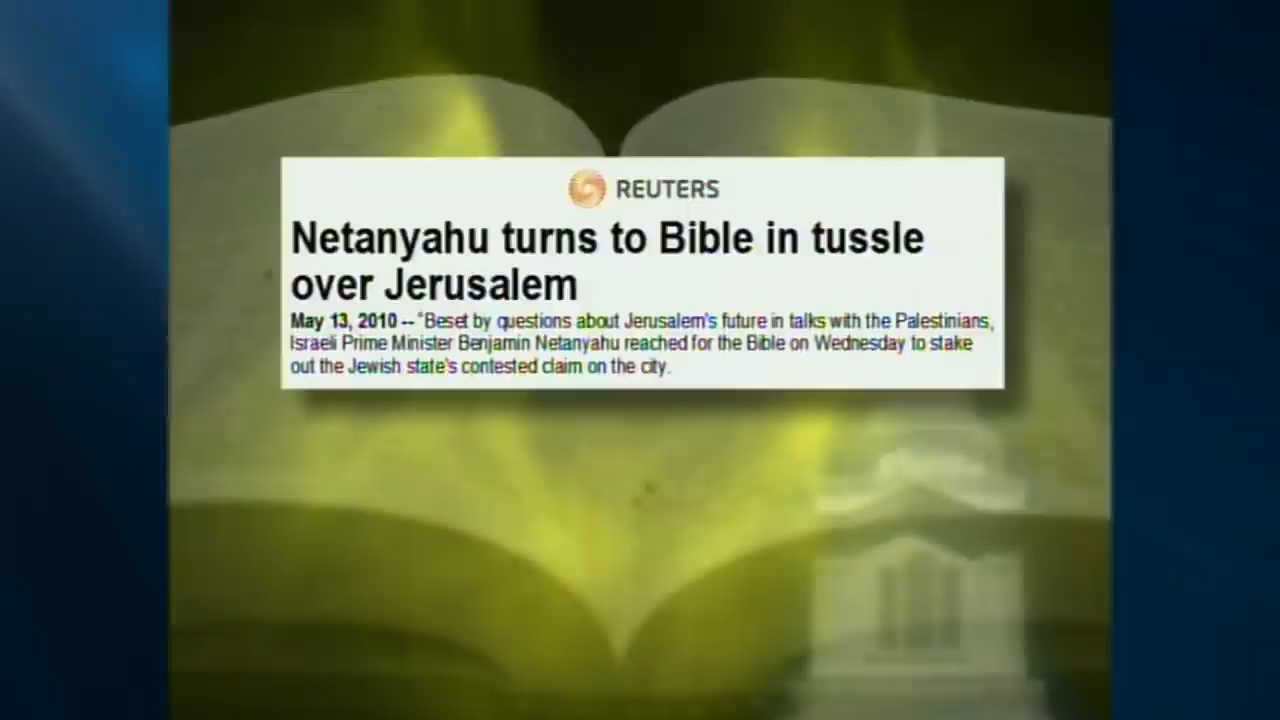 REUTERS
Netanyahu turns to Bible in tussle
over Jerusalem
May 13, 2010 -- "Beset by questions about Jerusalem's future in talks with the Palestinians,
Israeli Prime Minister Benjamin Netanyahu reached for the Bible on Wednesday to stake
out the Jewish state's contested claim on the city.